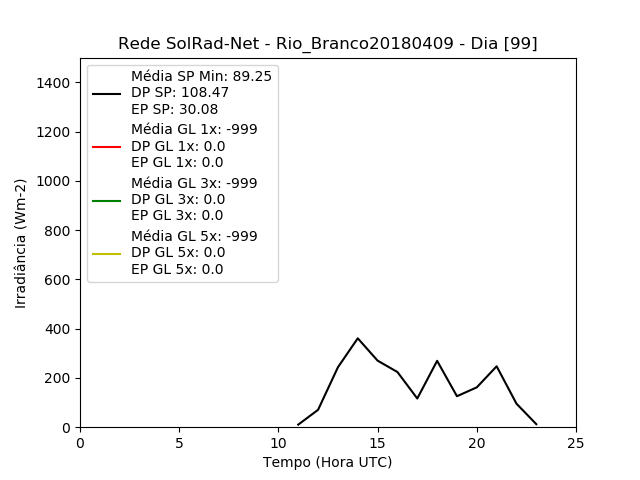 Rede SolRad-Net - Rio_Branco20180409 - Dia [99]
Média SP Min: 89.25
DP SP: 108.47
EP SP: 30.08
Média GL 1x: -999
DP GL 1x: 0.0
EP GL 1x: 0.0
Média GL 3x: -999
DP GL 3x: 0.0
EP GL 3x: 0.0
Média GL 5x: -999
DP GL 5x: 0.0
EP GL 5x: 0.0
Irradiância (Wm-2)
1400
1200
1000
800
600
400
200
0
0 5 10 15 20 25
Tempo (Hora UTC)